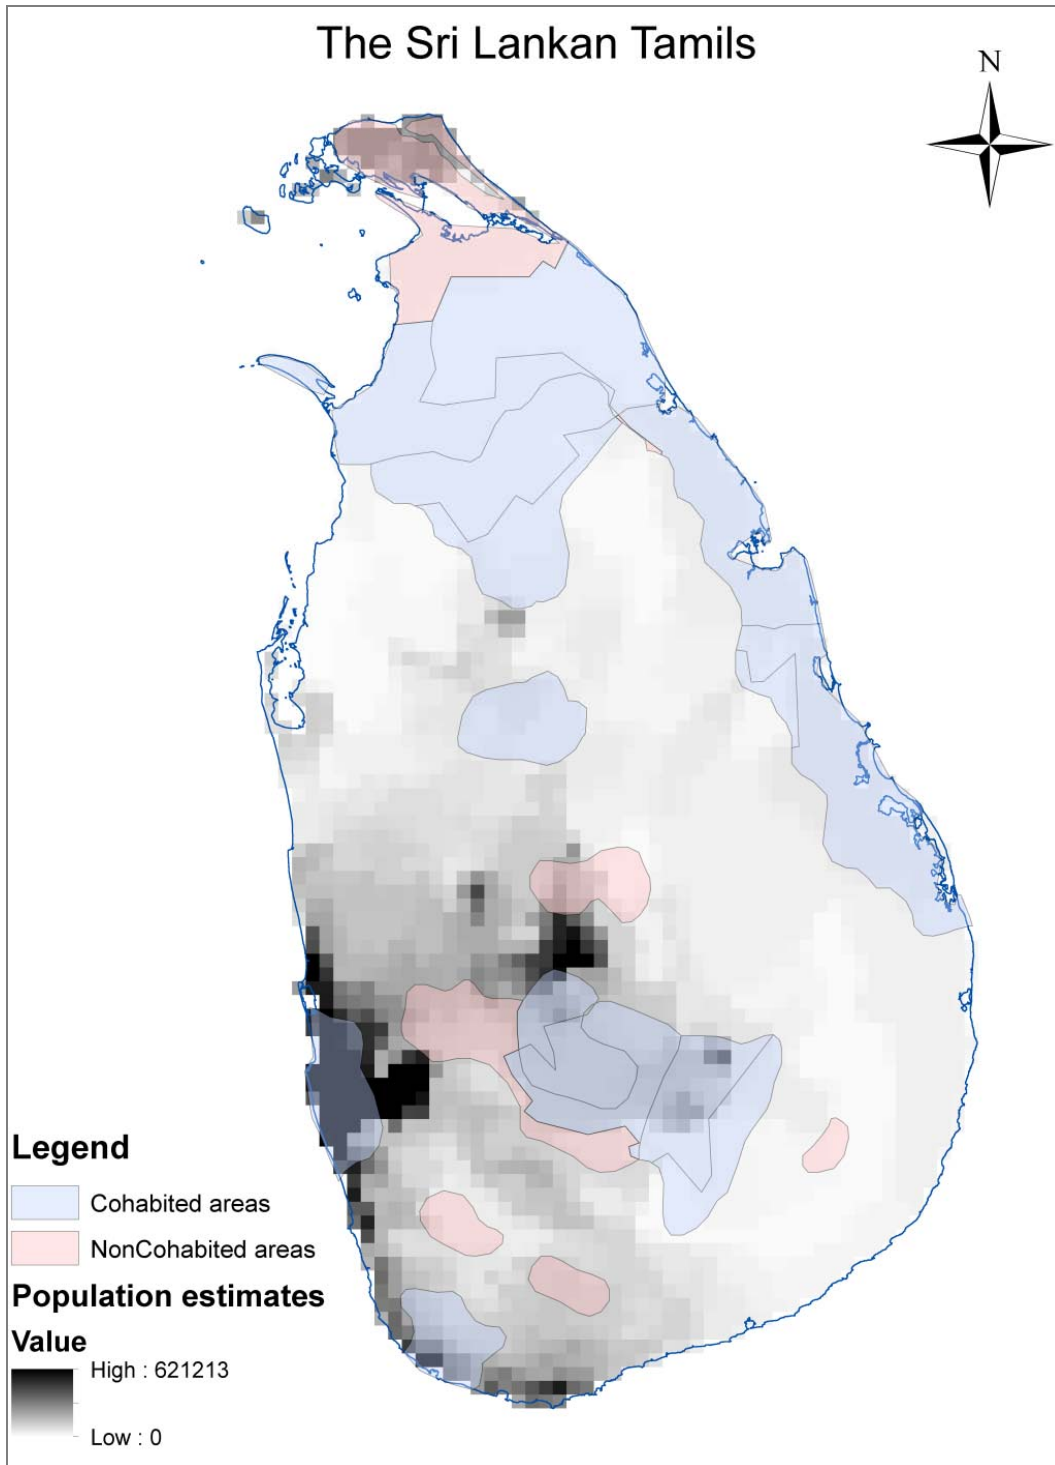 The Sri Lankan Tamils
N
Legend
Cohabited areas
NonCohabited areas
Population estimates
Value
High : 621213
Low : 0